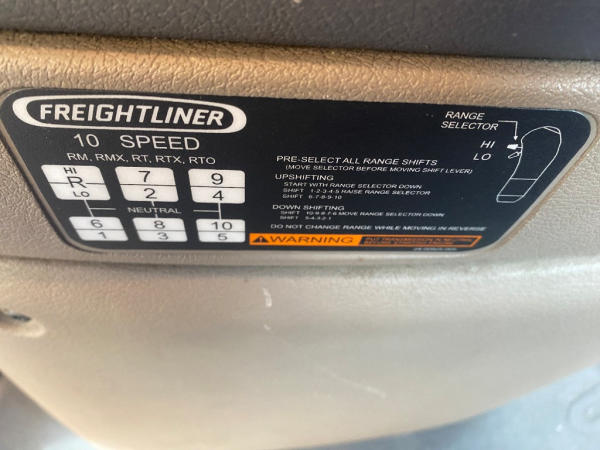 FREIGHTLINER
10 SPEED
RM, RMX, RT, RTX, RTO
HI
R
LO
7
2
9
4
NEUTRAL
6
1
8
3
10
5
RANGE
SELECTOR
HI
LO
PRE-SELECT ALL RANGE SHIFTS
(MOVE SELECTOR BEFORE MOVING SHIFT LEVER)
UPSHIFTING
START WITH RANGE SELECTOR DOWN
SHIFT 1-2-3-4-5 RAISE RANGE SELECTOR
SHIFT 6-7-8-9-10
DOWN SHIFTING
SHIFT 10-9-8-7-6 MOVE RANGE SELECTOR DOWN
SHIFT 5-4-3-2-1
DO NOT CHANGE RANGE WHILE MOVING IN REVERSE
WARNING